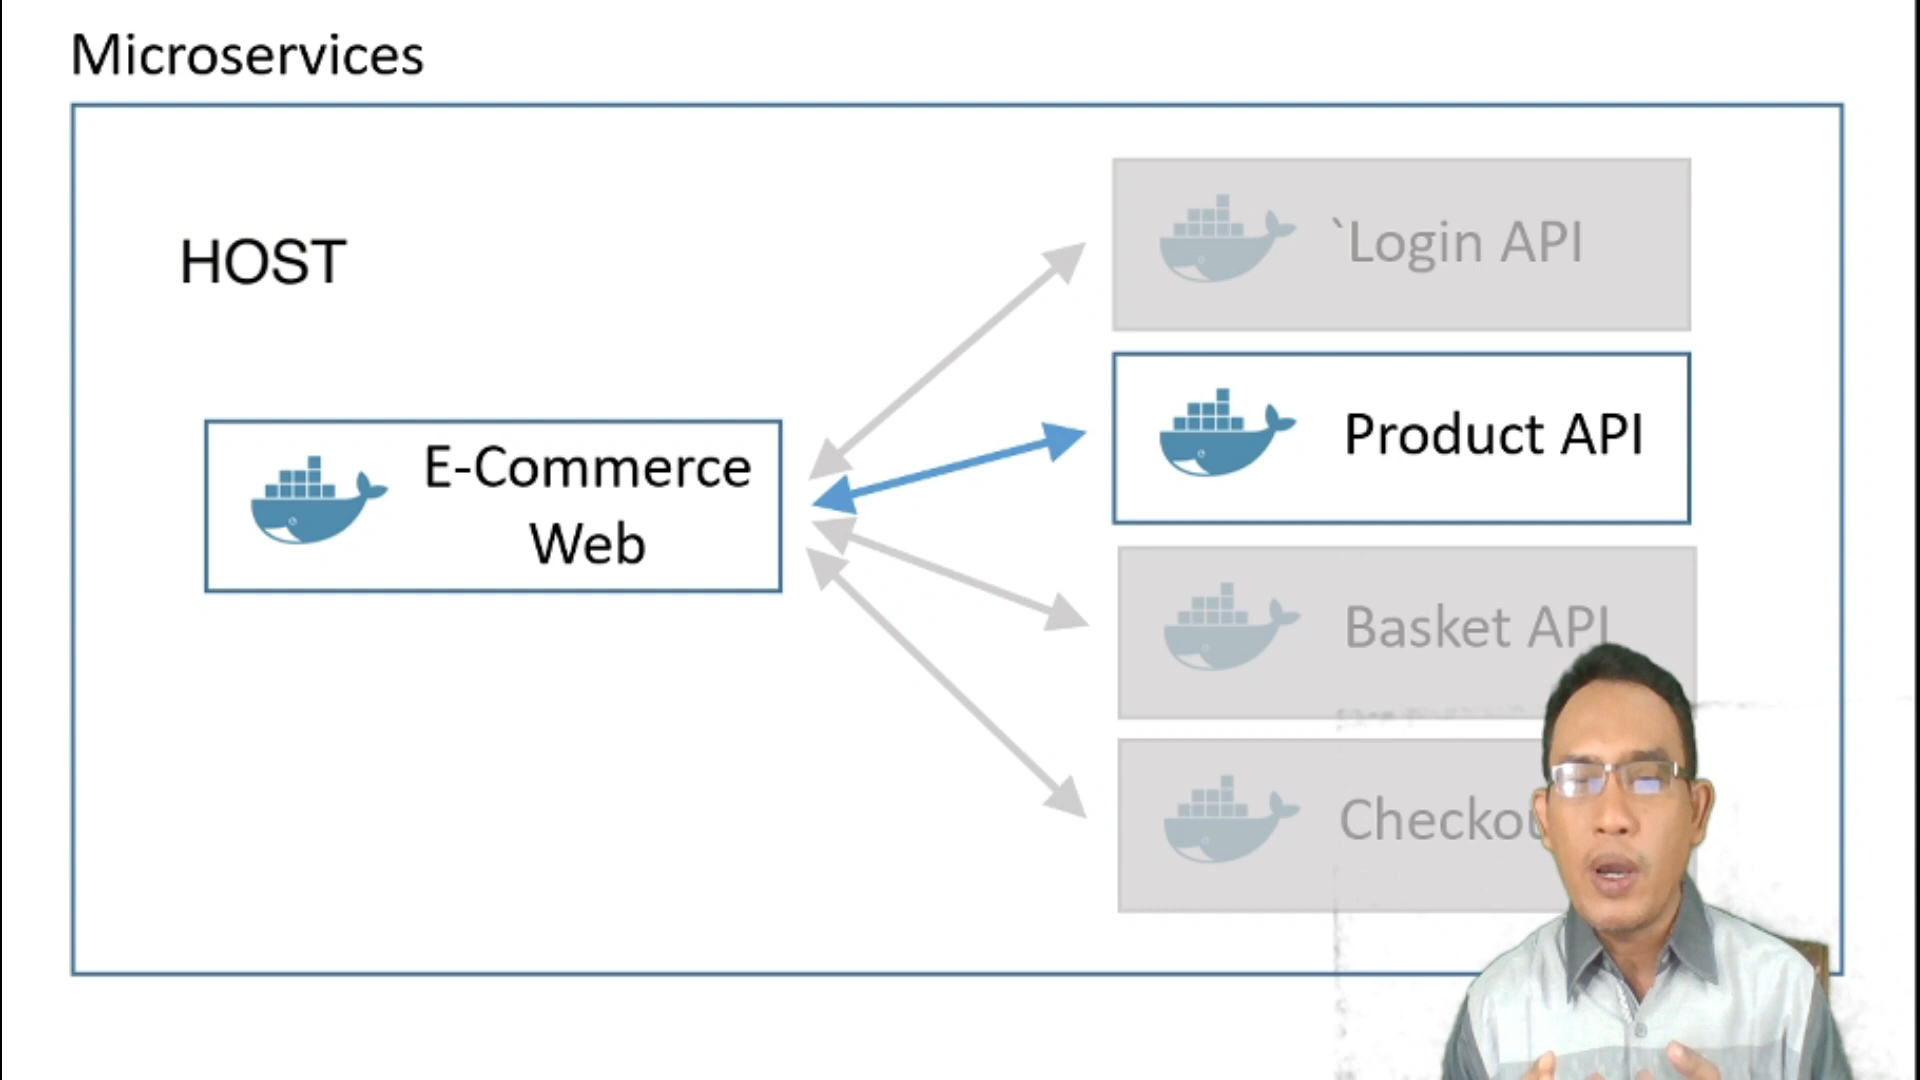 Microservices
HOST
E-Commerce
Web
`Login API
Product API
Basket API